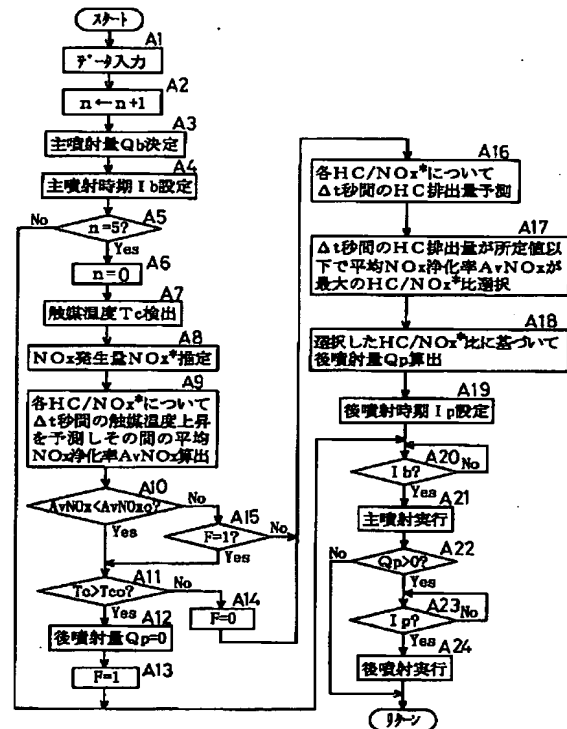 スタート
A1
データ入力
A2
n←n+1
A3
主噴射量Qb決定
A4
主噴射時期Ib設定
A5
No
n=5?
Yes
A6
n=0
A7
触媒温度Tc検出
A8
NOx発生量NOx*推定
A9
各HC/NOx*について
Δt秒間の触媒温度上昇
を予測しその間の平均
NOx浄化率AvNOx算出
A10
AvNOx<AvNOxo?
No
Yes
A15
F=1?
No
Yes
A11
Tc>Tco?
No
Yes
A14
F=0
A12
後噴射量Qp=0
A13
F=1
A16
各HC/NOx*について
Δt秒間のHC排出量予測
A17
Δt秒間のHC排出量が所定値以
下で平均NOx浄化率AvNOxが
最大のHC/NOx*比選択
A18
選択したHC/NOx*比に基づいて
後噴射量Qp算出
A19
後噴射時期Ip設定
A20
Ib?
No
Yes
A21
主噴射実行
A22
No
Qp>0?
Yes
A23
Ip?
No
Yes
A24
後噴射実行
リターン